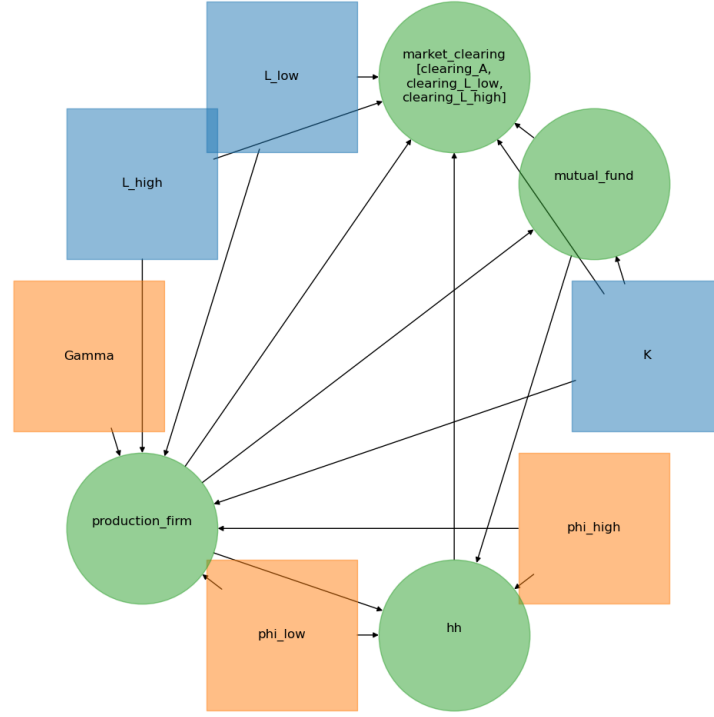 market_clearing
[clearing_A,
clearing_L_low,
clearing_L_high]
L_low
mutual_fund
L_high
Gamma
K
production_firm
phi_high
phi_low
hh